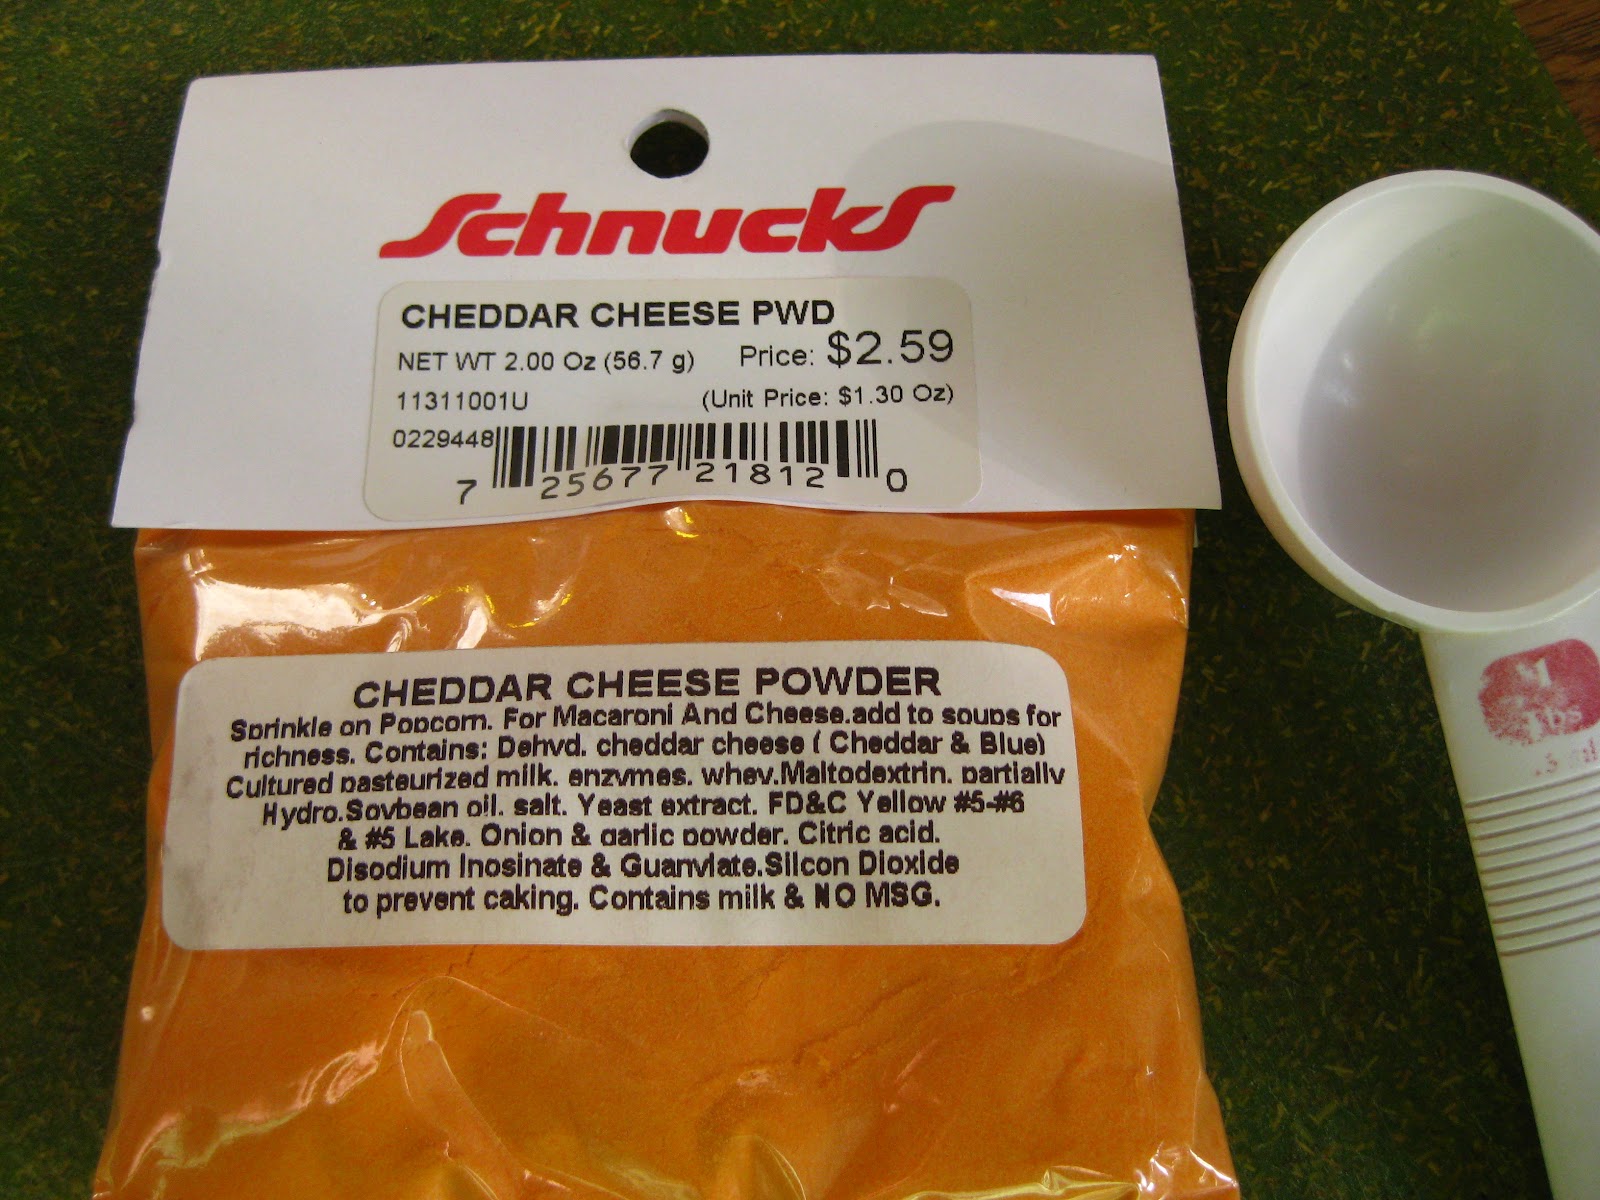 Schnucks
CHEDDAR CHEESE PWD
NET WT 2.00 Oz (56.7 g) Price: $2.59
11311001U (Unit Price: $1.30 Oz)
0229448
7 25677 21812 0
CHEDDAR CHEESE POWDER
Sprinkle on Popcorn. For Macaroni And Cheese.add to soups for
richness. Contains: Dehyd. cheddar cheese ( Cheddar & Blue)
Cultured pasteurized milk, enzymes, whey.Maltodextrin, partially
Hydro.Soybean oil, salt, Yeast extract, FD&C Yellow #5-#6
& #5 Lake. Onion & garlic powder. Citric acid.
Disodium Inosinate & Guanylate.Silcon Dioxide
to prevent caking. Contains milk & NO MSG.